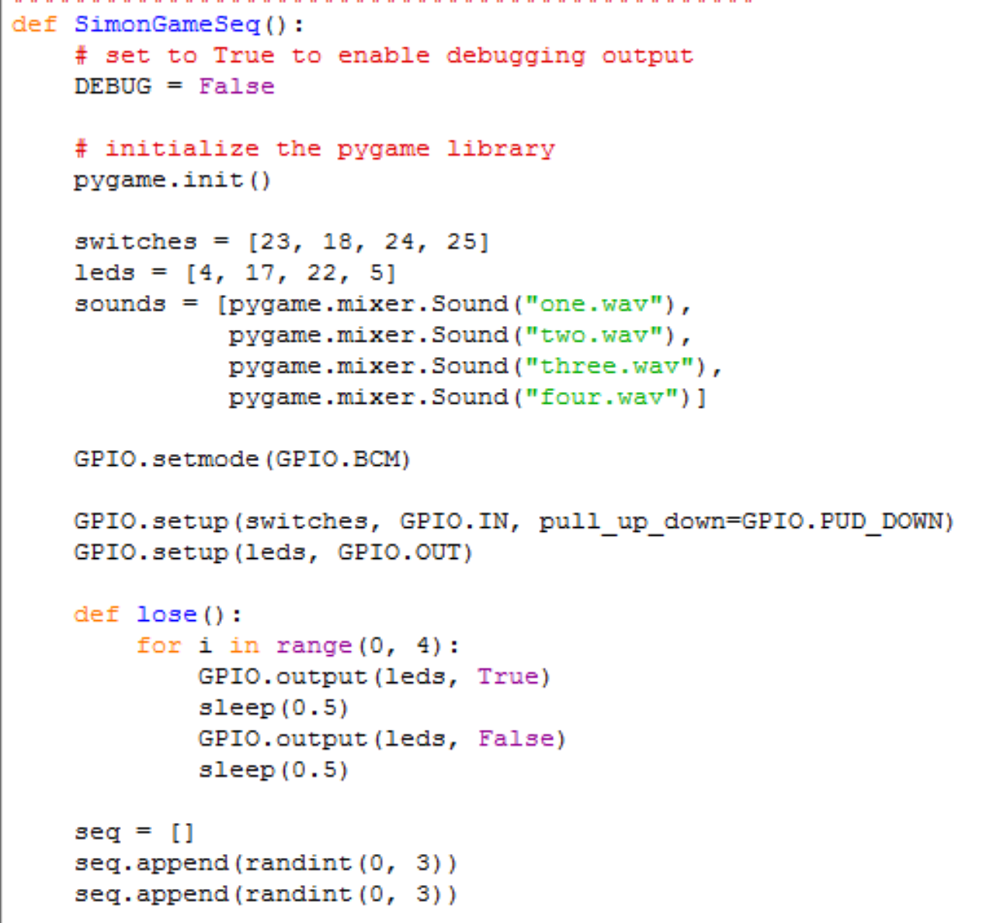 def SimonGameSeq():
    # set to True to enable debugging output
    DEBUG = False

    # initialize the pygame library
    pygame.init()

    switches = [23, 18, 24, 25]
    leds = [4, 17, 22, 5]
    sounds = [pygame.mixer.Sound("one.wav"),
              pygame.mixer.Sound("two.wav"),
              pygame.mixer.Sound("three.wav"),
              pygame.mixer.Sound("four.wav")]

    GPIO.setmode(GPIO.BCM)

    GPIO.setup(switches, GPIO.IN, pull_up_down=GPIO.PUD_DOWN)
    GPIO.setup(leds, GPIO.OUT)

    def lose():
        for i in range(0, 4):
            GPIO.output(leds, True)
            sleep(0.5)
            GPIO.output(leds, False)
            sleep(0.5)

    seq = []
    seq.append(randint(0, 3))
    seq.append(randint(0, 3))